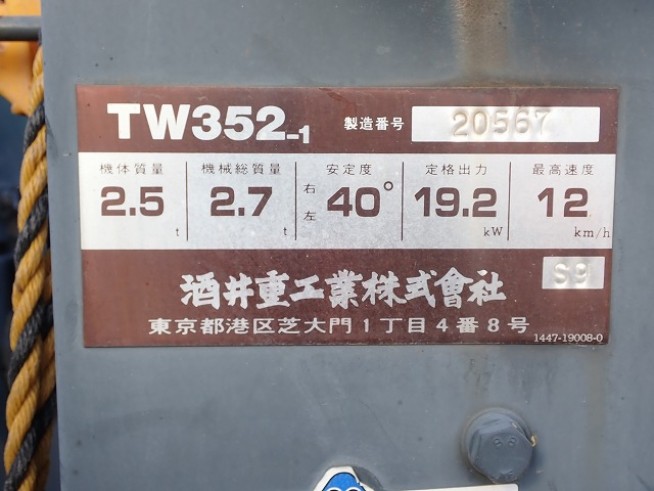 TW352-1 製造番号 20567
機体質量 機械総質量 安定度 定格出力 最高速度
2.5 t 2.7 t 右 左 40° 19.2 kW 12 km/h
酒井重工業株式會社 S9
東京都港区芝大門1丁目4番8号 1447-19008-0